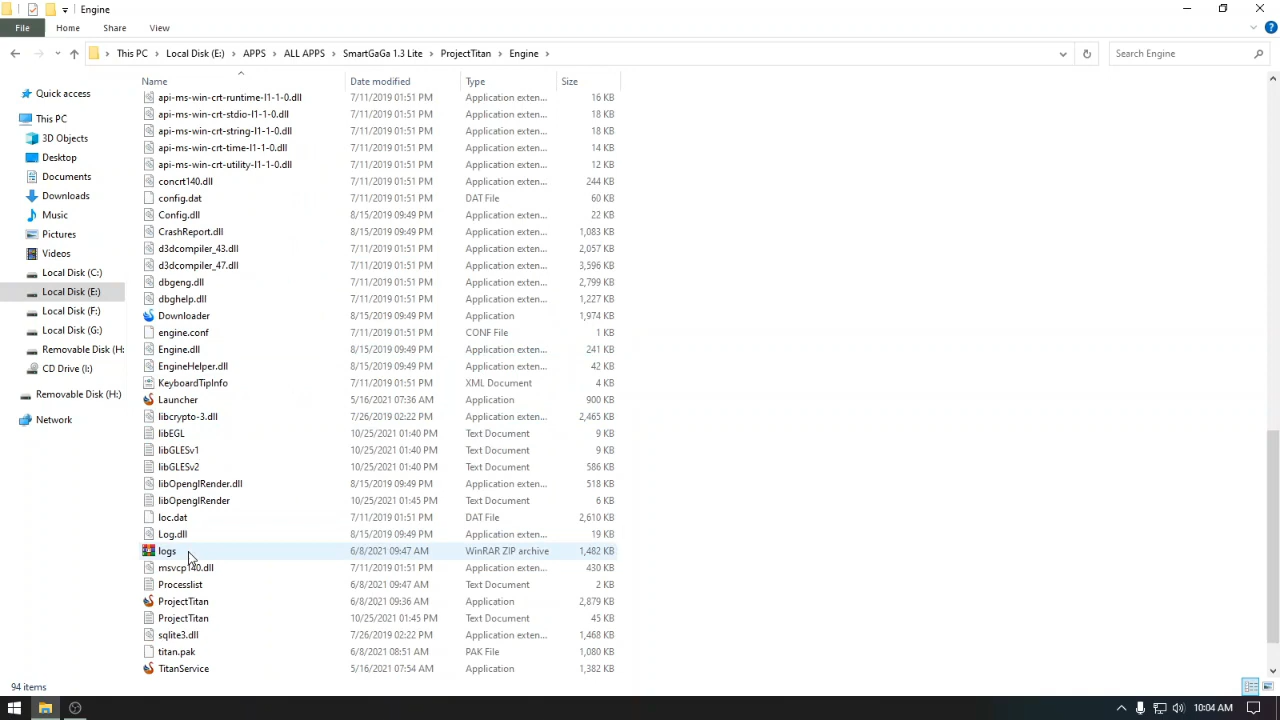 Engine
File Home Share View
This PC Local Disk (E:) APPS ALL APPS SmartGaGa 1.3 Lite ProjectTitan Engine Search Engine
Name Date modified Type Size
Quick access
This PC
3D Objects
Desktop
Documents
Downloads
Music
Pictures
Videos
Local Disk (C:)
Local Disk (E:)
Local Disk (F:)
Local Disk (G:)
Removable Disk (H:
CD Drive (I:)
Removable Disk (H:)
Network
api-ms-win-crt-runtime-l1-1-0.dll 7/11/2019 01:51 PM Application exten... 16 KB
api-ms-win-crt-stdio-l1-1-0.dll 7/11/2019 01:51 PM Application exten... 18 KB
api-ms-win-crt-string-l1-1-0.dll 7/11/2019 01:51 PM Application exten... 18 KB
api-ms-win-crt-time-l1-1-0.dll 7/11/2019 01:51 PM Application exten... 14 KB
api-ms-win-crt-utility-l1-1-0.dll 7/11/2019 01:51 PM Application exten... 12 KB
concrt140.dll 7/11/2019 01:51 PM Application exten... 244 KB
config.dat 7/11/2019 01:51 PM DAT File 60 KB
Config.dll 8/15/2019 09:49 PM Application exten... 22 KB
CrashReport.dll 8/15/2019 09:49 PM Application exten... 1,083 KB
d3dcompiler_43.dll 7/11/2019 01:51 PM Application exten... 2,057 KB
d3dcompiler_47.dll 7/11/2019 01:51 PM Application exten... 3,596 KB
dbgeng.dll 7/11/2019 01:51 PM Application exten... 2,799 KB
dbghelp.dll 7/11/2019 01:51 PM Application exten... 1,227 KB
Downloader 8/15/2019 09:49 PM Application 1,974 KB
engine.conf 7/11/2019 01:51 PM CONF File 1 KB
Engine.dll 8/15/2019 09:49 PM Application exten... 241 KB
EngineHelper.dll 8/15/2019 09:49 PM Application exten... 42 KB
KeyboardTipInfo 7/11/2019 01:51 PM XML Document 4 KB
Launcher 5/16/2021 07:36 AM Application 900 KB
libcrypto-3.dll 7/26/2019 02:22 PM Application exten... 2,465 KB
libEGL 10/25/2021 01:40 PM Text Document 9 KB
libGLESv1 10/25/2021 01:40 PM Text Document 9 KB
libGLESv2 10/25/2021 01:40 PM Text Document 586 KB
libOpenglRender.dll 8/15/2019 09:49 PM Application exten... 518 KB
libOpenglRender 10/25/2021 01:45 PM Text Document 6 KB
loc.dat 7/11/2019 01:51 PM DAT File 2,610 KB
Log.dll 8/15/2019 09:49 PM Application exten... 19 KB
logs 6/8/2021 09:47 AM WinRAR ZIP archive 1,482 KB
msvcp140.dll 7/11/2019 01:51 PM Application exten... 430 KB
Processlist 6/8/2021 09:47 AM Text Document 2 KB
ProjectTitan 6/8/2021 09:36 AM Application 2,879 KB
ProjectTitan 10/25/2021 01:45 PM Text Document 45 KB
sqlite3.dll 7/26/2019 02:22 PM Application exten... 1,468 KB
titan.pak 6/8/2021 08:51 AM PAK File 1,080 KB
TitanService 5/16/2021 07:54 AM Application 1,382 KB
94 items
10:04 AM